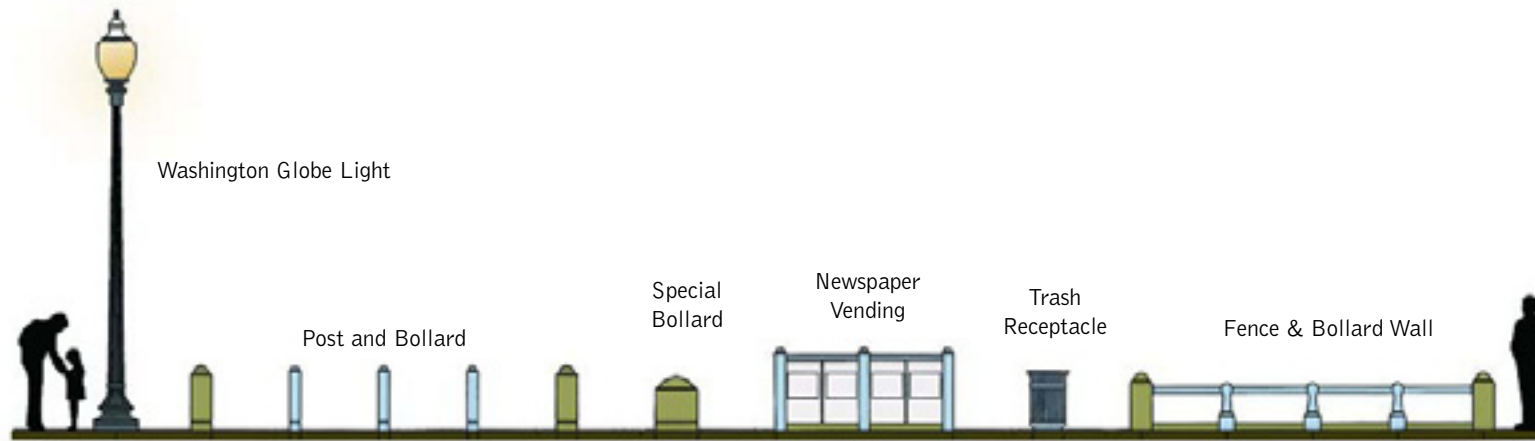 Washington Globe Light
Post and Bollard
Special
Bollard
Newspaper
Vending
Trash
Receptacle
Fence & Bollard Wall